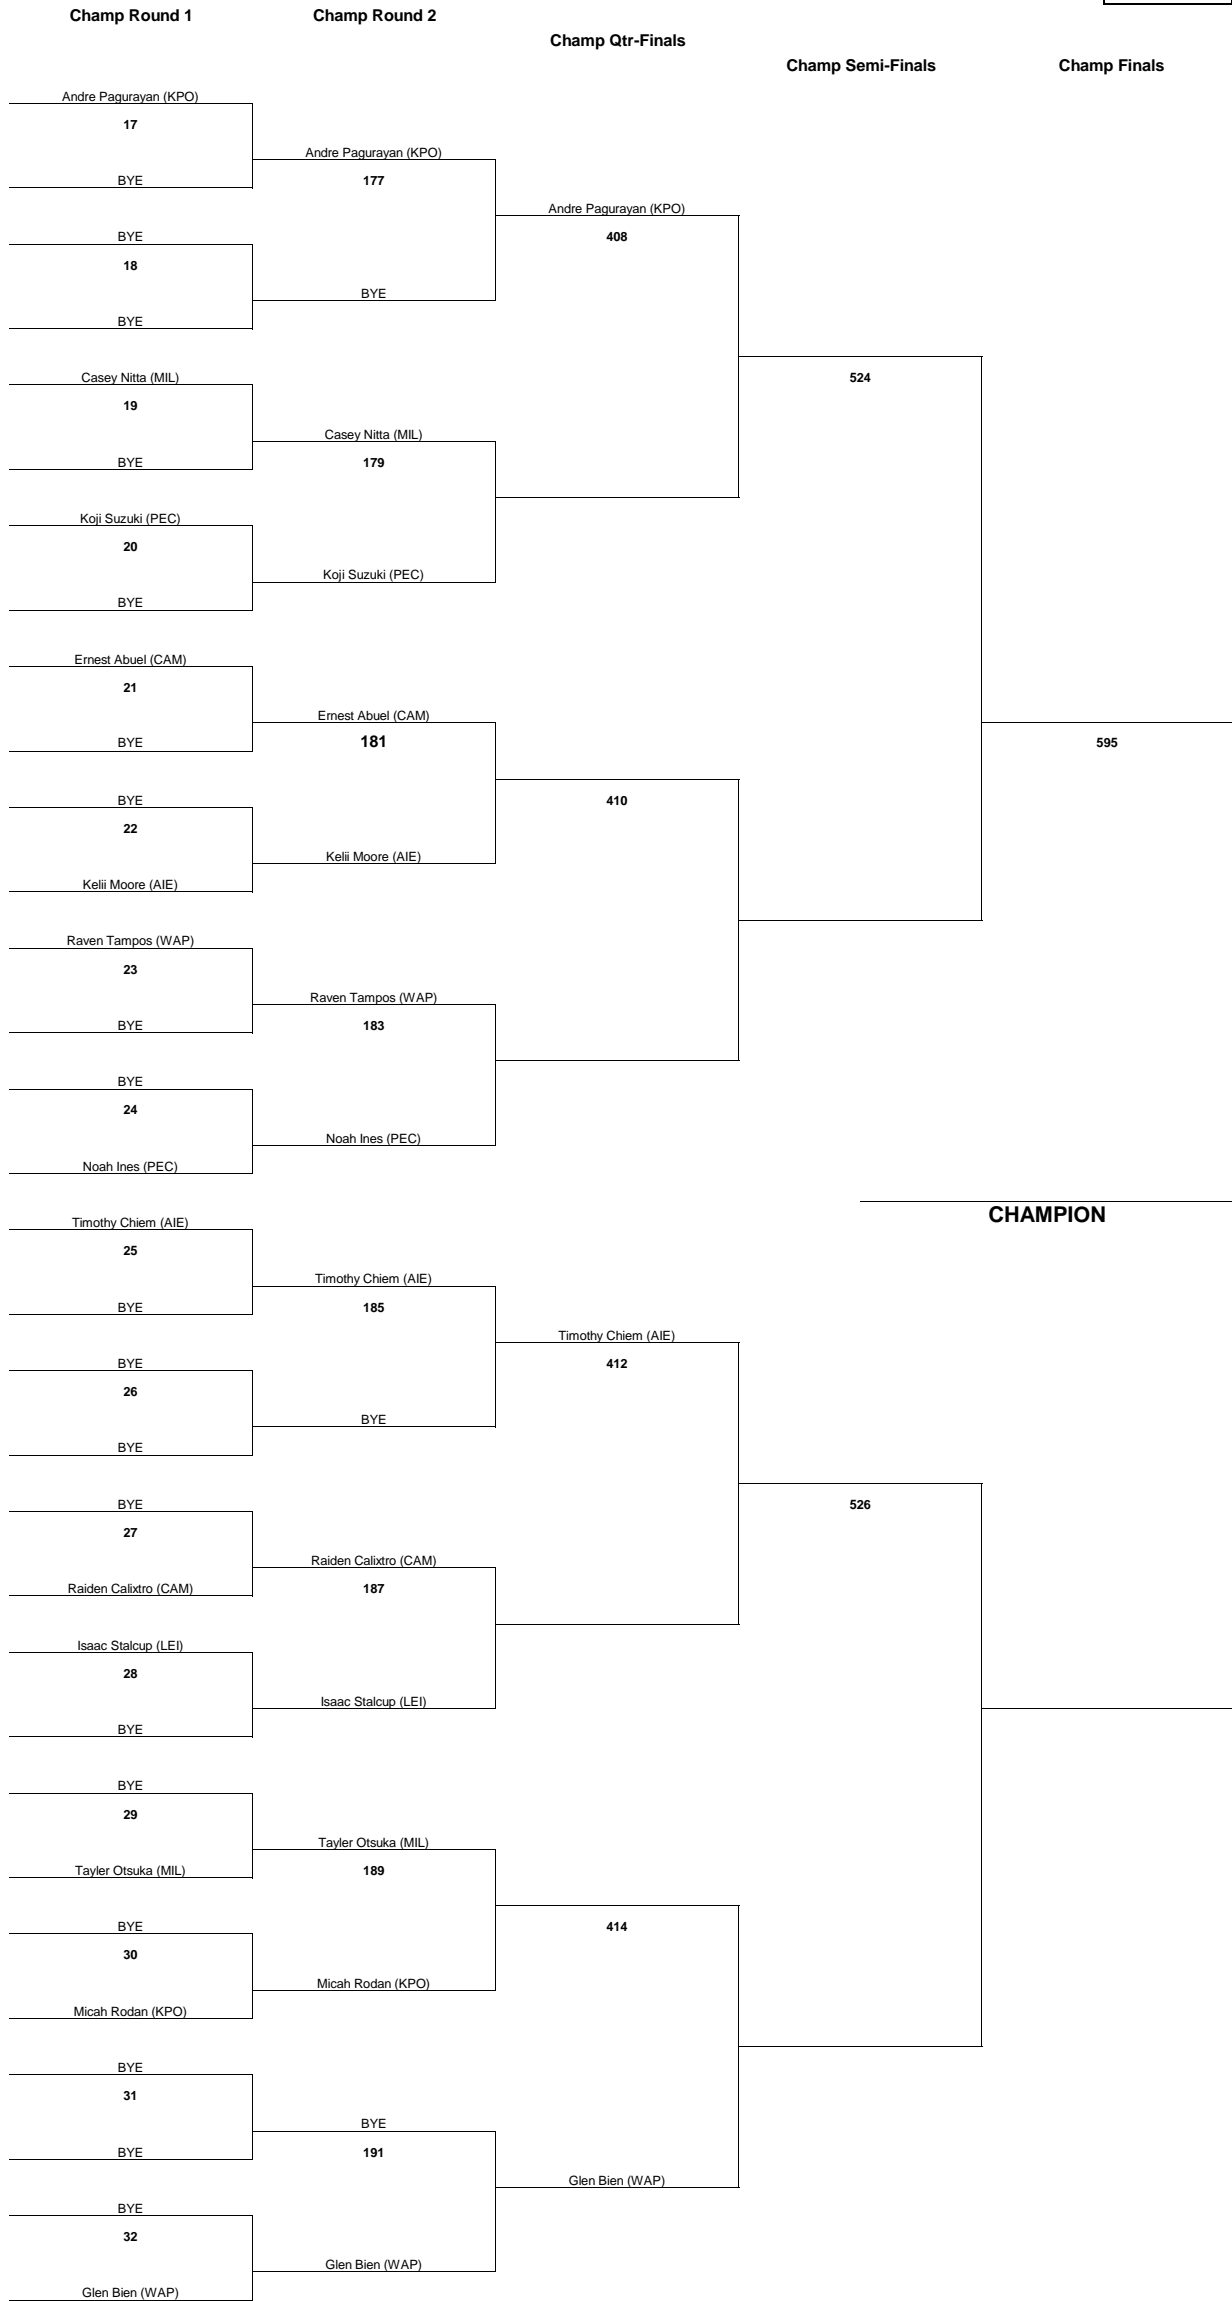 Champ Round 1
Champ Round 2
Champ Qtr-Finals
Champ Semi-Finals
Champ Finals
Andre Pagurayan (KPO)
17
BYE
BYE
18
BYE
Casey Nitta (MIL)
19
BYE
Koji Suzuki (PEC)
20
BYE
Ernest Abuel (CAM)
21
BYE
BYE
22
Kelii Moore (AIE)
Raven Tampos (WAP)
23
BYE
BYE
24
Noah Ines (PEC)
Timothy Chiem (AIE)
25
BYE
BYE
26
BYE
BYE
27
Raiden Calixtro (CAM)
Isaac Stalcup (LEI)
28
BYE
BYE
29
Tayler Otsuka (MIL)
BYE
30
Micah Rodan (KPO)
BYE
31
BYE
BYE
32
Glen Bien (WAP)
Andre Pagurayan (KPO)
177
BYE
Casey Nitta (MIL)
179
Koji Suzuki (PEC)
Ernest Abuel (CAM)
181
Kelii Moore (AIE)
Raven Tampos (WAP)
183
Noah Ines (PEC)
Timothy Chiem (AIE)
185
BYE
Raiden Calixtro (CAM)
187
Isaac Stalcup (LEI)
Tayler Otsuka (MIL)
189
Micah Rodan (KPO)
BYE
191
Glen Bien (WAP)
Andre Pagurayan (KPO)
408
410
Timothy Chiem (AIE)
412
414
Glen Bien (WAP)
524
526
595
CHAMPION